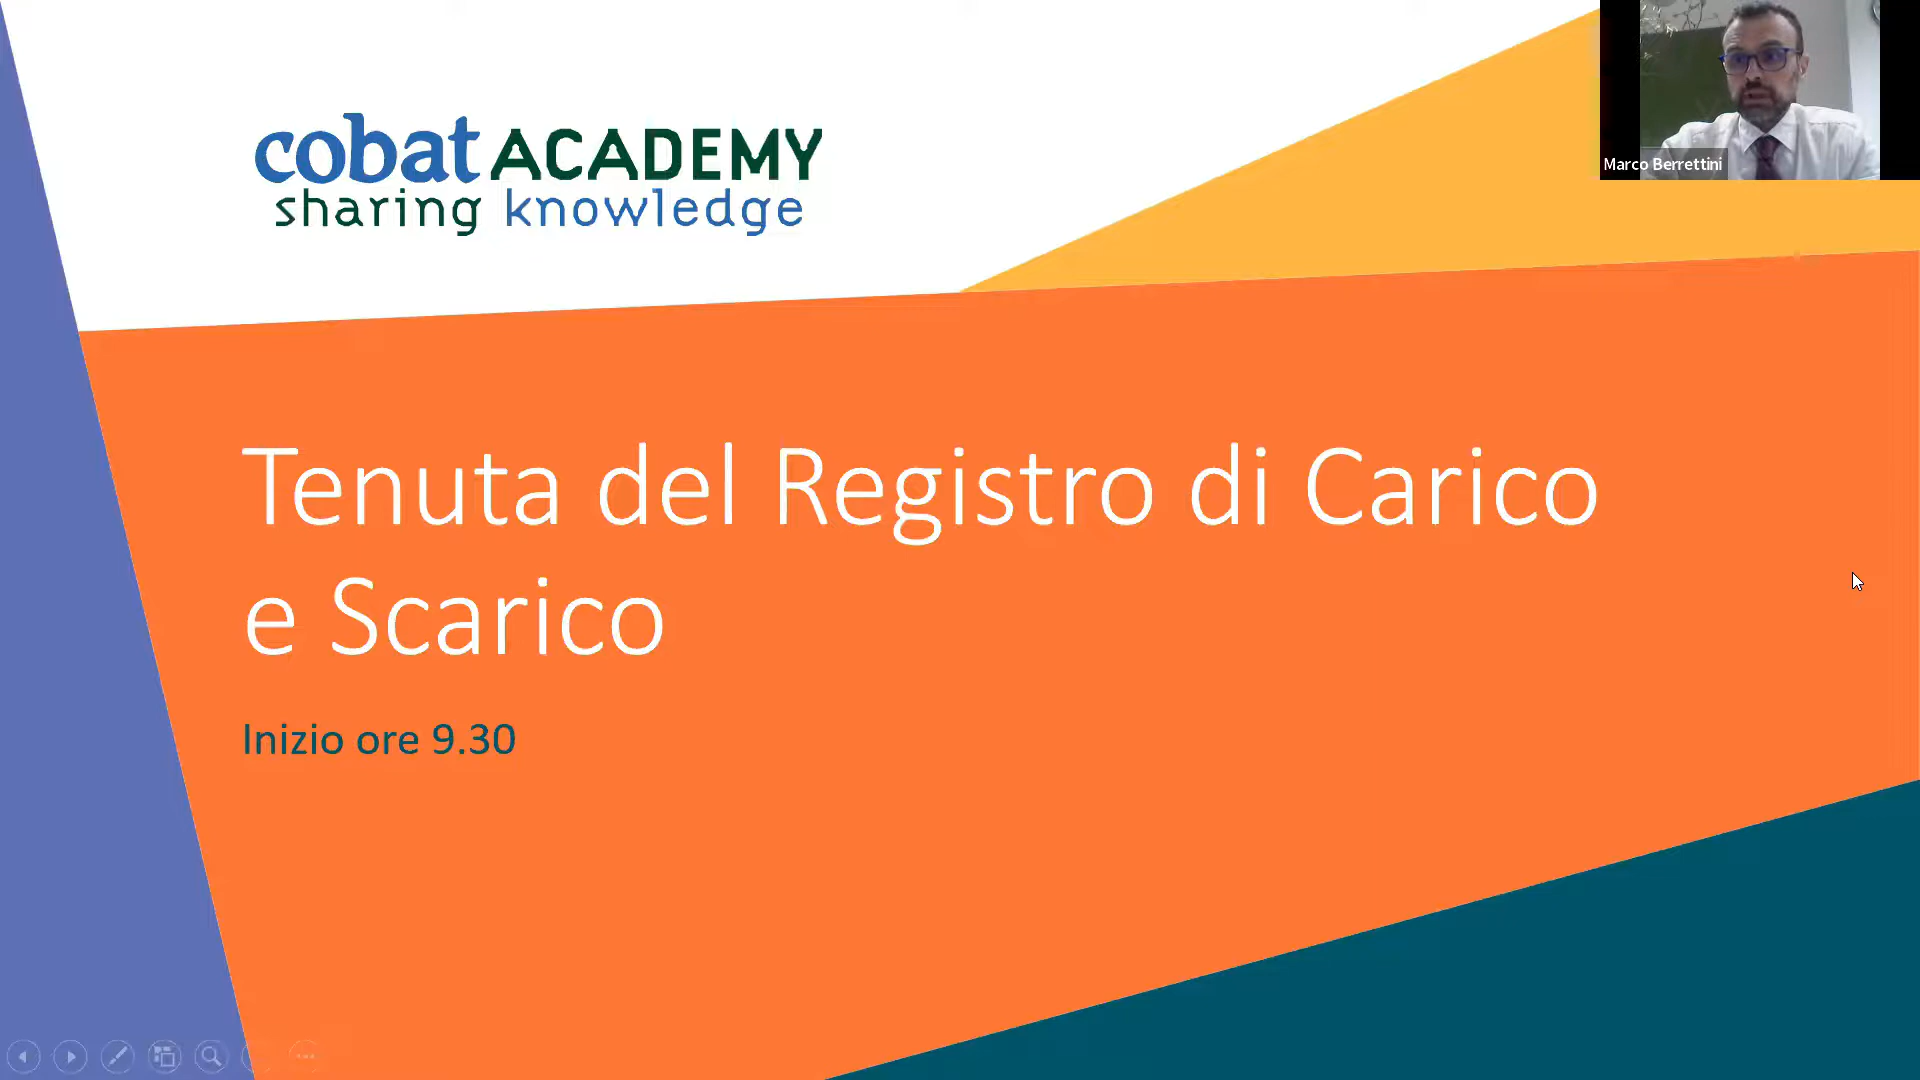 cobat ACADEMY
sharing knowledge
Marco Berrettini
Tenuta del Registro di Carico
e Scarico
Inizio ore 9.30